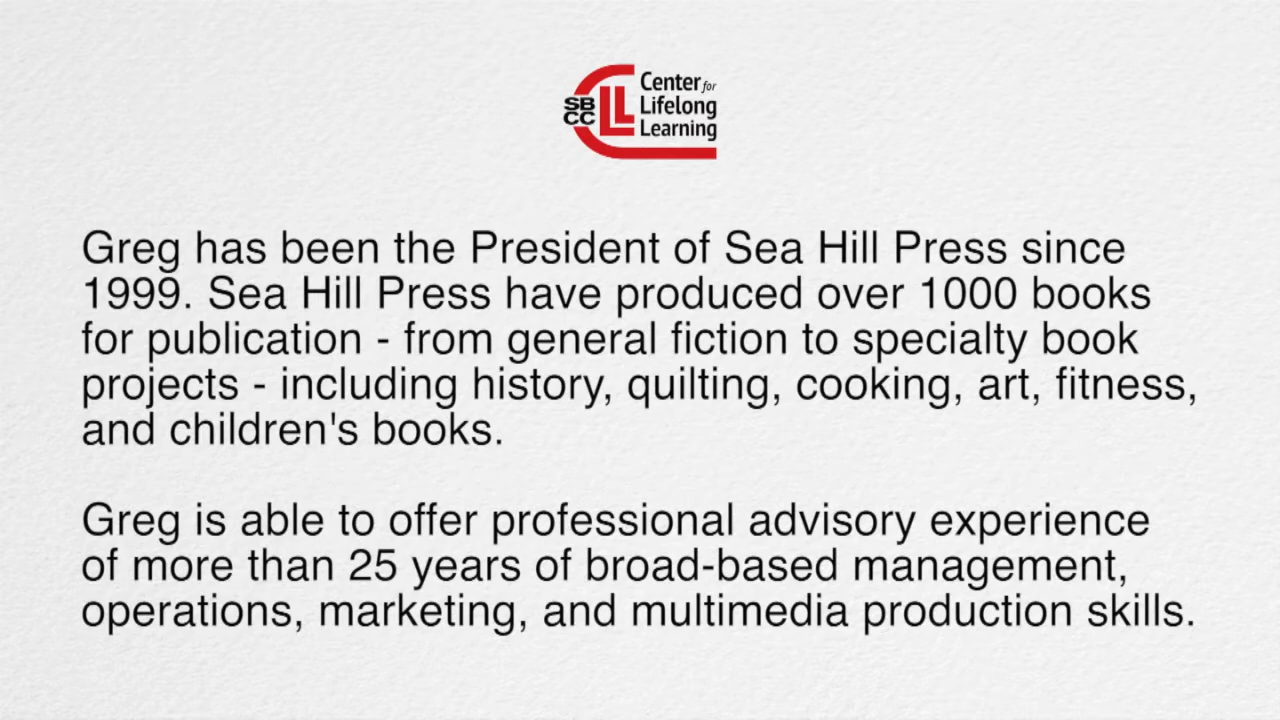 SB
CC
LL
Center for
Lifelong
Learning
Greg has been the President of Sea Hill Press since
1999. Sea Hill Press have produced over 1000 books
for publication - from general fiction to specialty book
projects - including history, quilting, cooking, art, fitness,
and children's books.
Greg is able to offer professional advisory experience
of more than 25 years of broad-based management,
operations, marketing, and multimedia production skills.